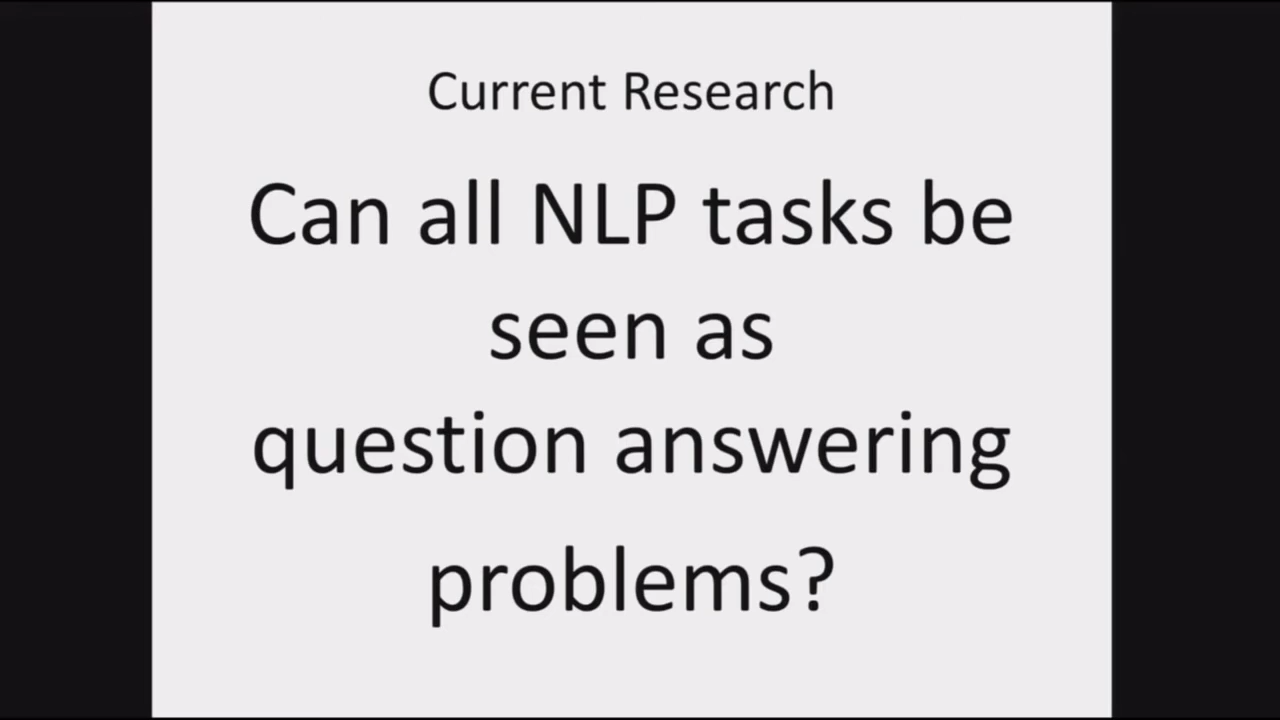 Current Research
Can all NLP tasks be
seen as
question answering
problems?